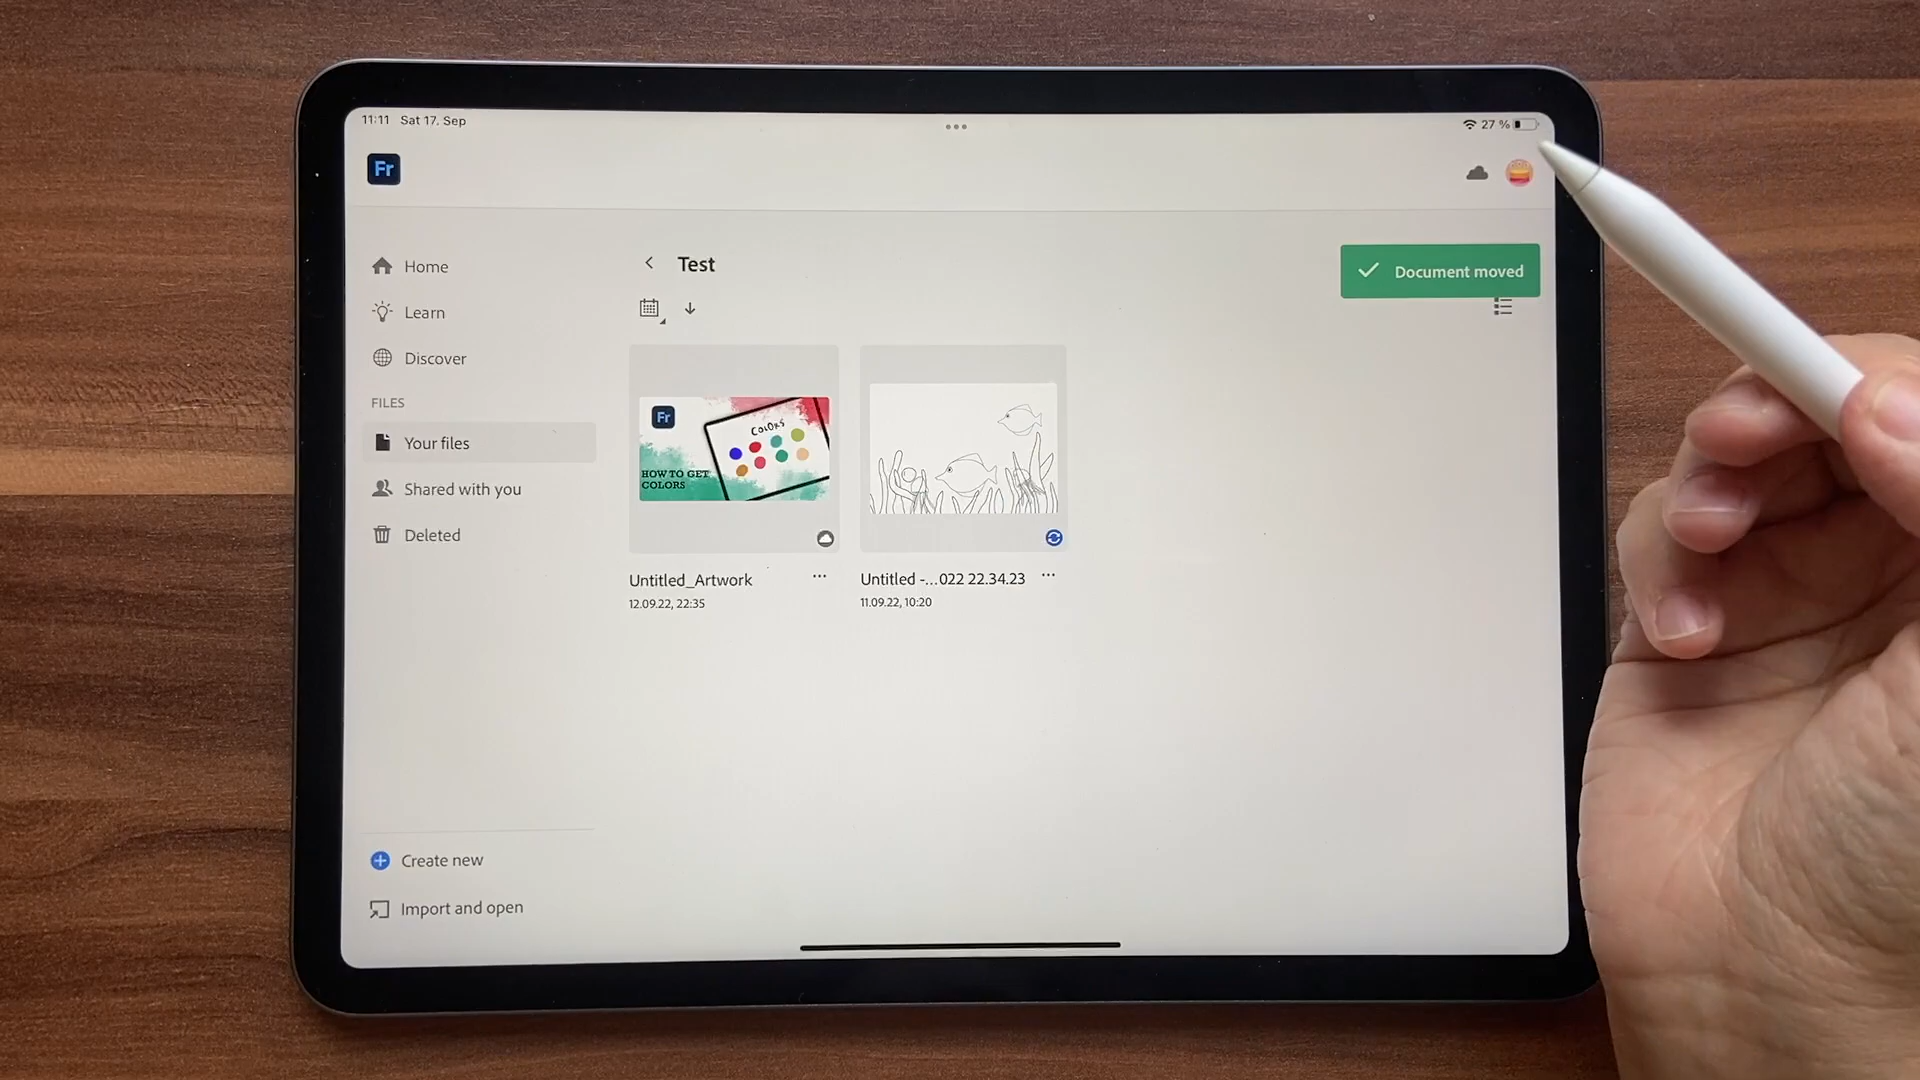 11:11 Sat 17. Sep
27 %
Fr
Home
Learn
Discover
FILES
Your files
Shared with you
Deleted
Create new
Import and open
Test
Document moved
Fr
COLORS
HOW TO GET
COLORS
Untitled_Artwork
12.09.22, 22:35
Untitled -...022 22.34.23
11.09.22, 10:20